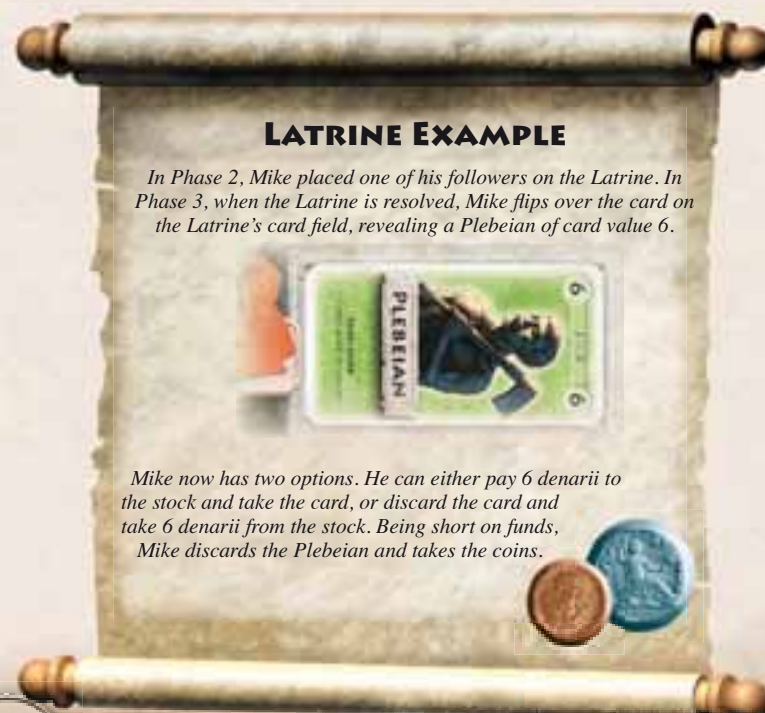 LATRINE EXAMPLE
In Phase 2, Mike placed one of his followers on the Latrine. In
Phase 3, when the Latrine is resolved, Mike flips over the card on
the Latrine's card field, revealing a Plebeian of card value 6.
6
6
PLEBEIAN
Mike now has two options. He can either pay 6 denarii to
the stock and take the card, or discard the card and
take 6 denarii from the stock. Being short on funds,
Mike discards the Plebeian and takes the coins.